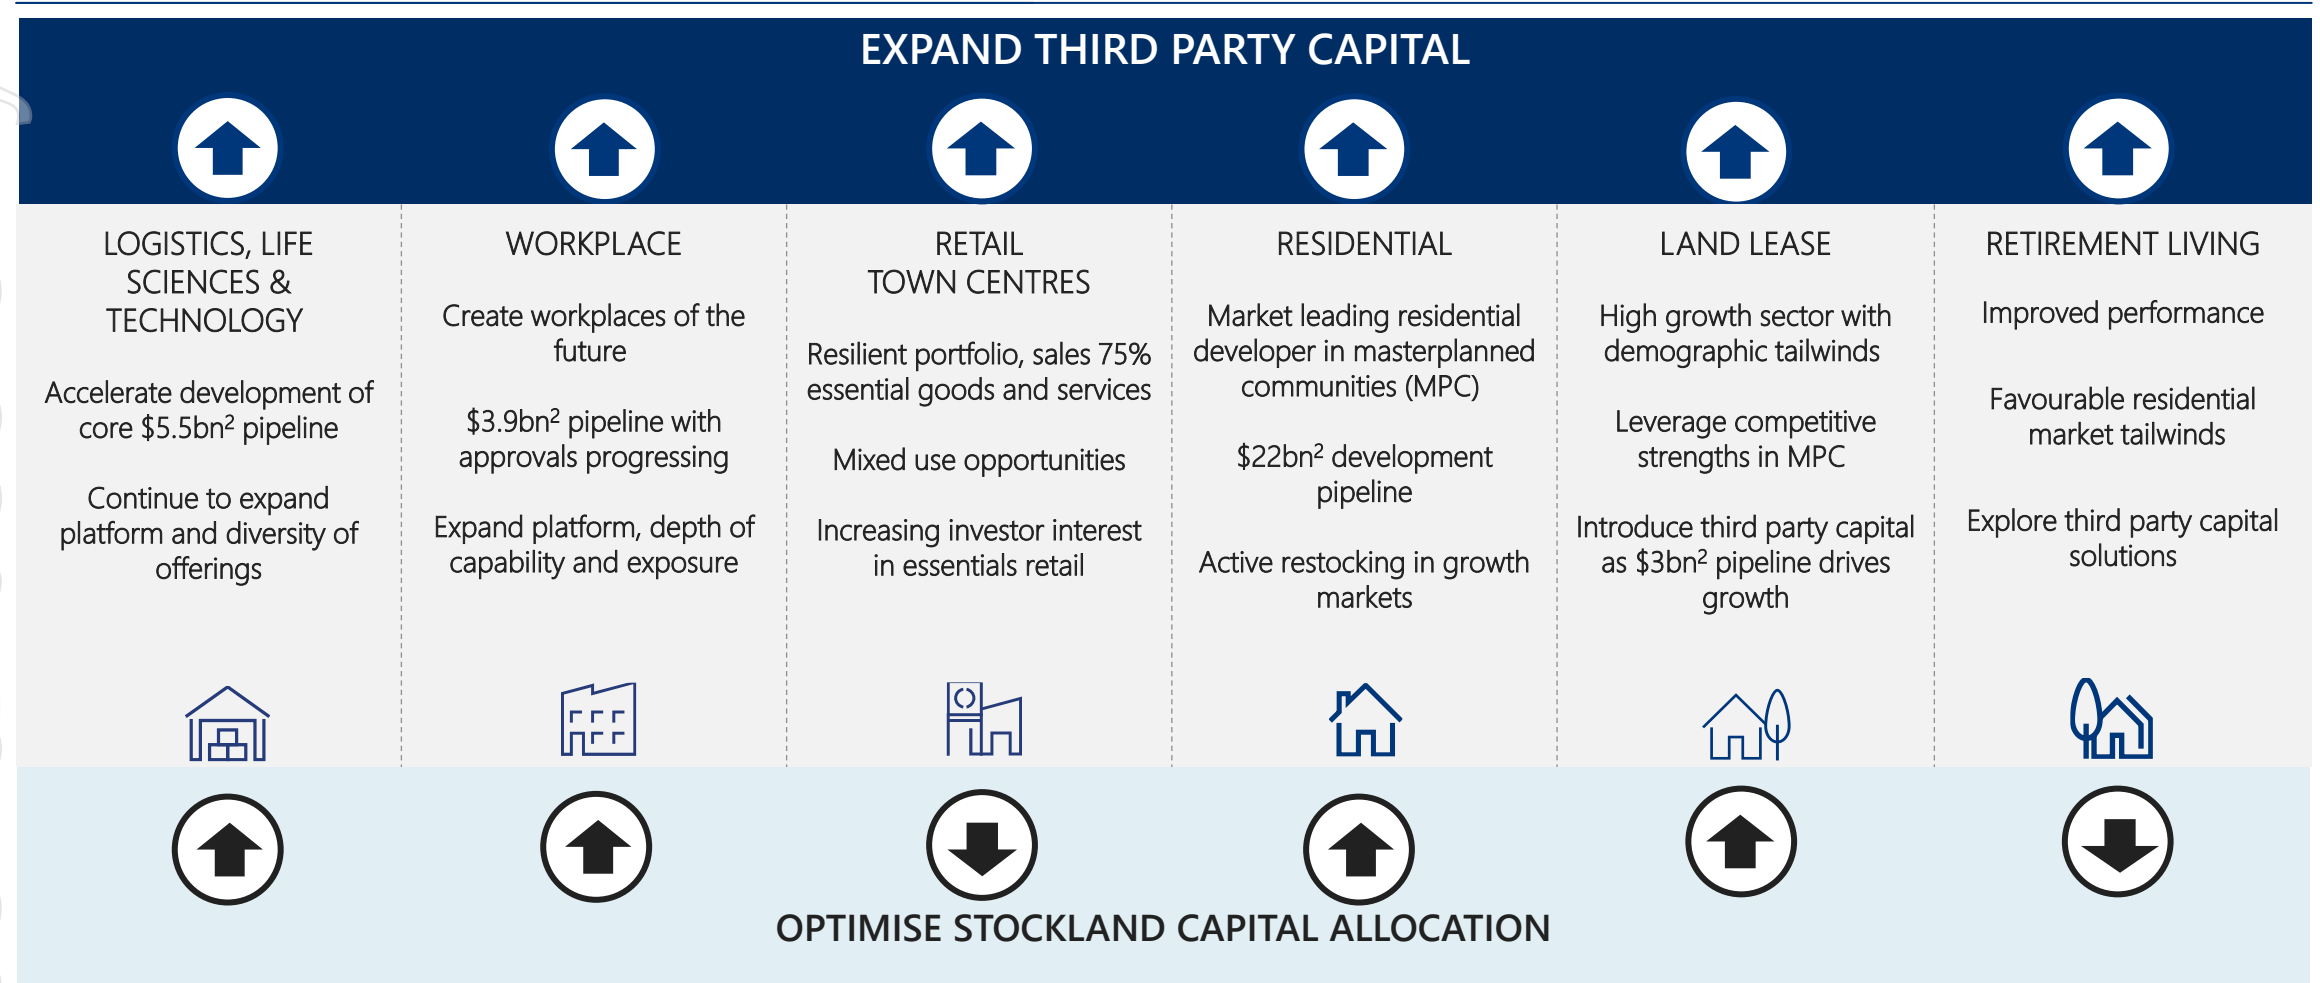 EXPAND THIRD PARTY CAPITAL
LOGISTICS, LIFE
SCIENCES &
TECHNOLOGY
Accelerate development of
core $5.5bn² pipeline
Continue to expand
platform and diversity of
offerings
WORKPLACE
Create workplaces of the
future
$3.9bn² pipeline with
approvals progressing
Expand platform, depth of
capability and exposure
RETAIL
TOWN CENTRES
Resilient portfolio, sales 75%
essential goods and services
Mixed use opportunities
Increasing investor interest
in essentials retail
RESIDENTIAL
Market leading residential
developer in masterplanned
communities (MPC)
$22bn² development
pipeline
Active restocking in growth
markets
LAND LEASE
High growth sector with
demographic tailwinds
Leverage competitive
strengths in MPC
Introduce third party capital
as $3bn² pipeline drives
growth
RETIREMENT LIVING
Improved performance
Favourable residential
market tailwinds
Explore third party capital
solutions
OPTIMISE STOCKLAND CAPITAL ALLOCATION